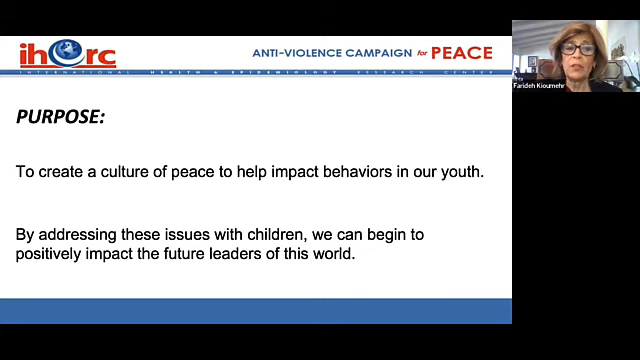 iherc
ANTI-VIOLENCE CAMPAIGN for PEACE
INTERNATIONAL HEALTH & EPIDEMIOLOGY RESEARCH CENTER
Farideh Kioumehr
PURPOSE:
To create a culture of peace to help impact behaviors in our youth.
By addressing these issues with children, we can begin to
positively impact the future leaders of this world.